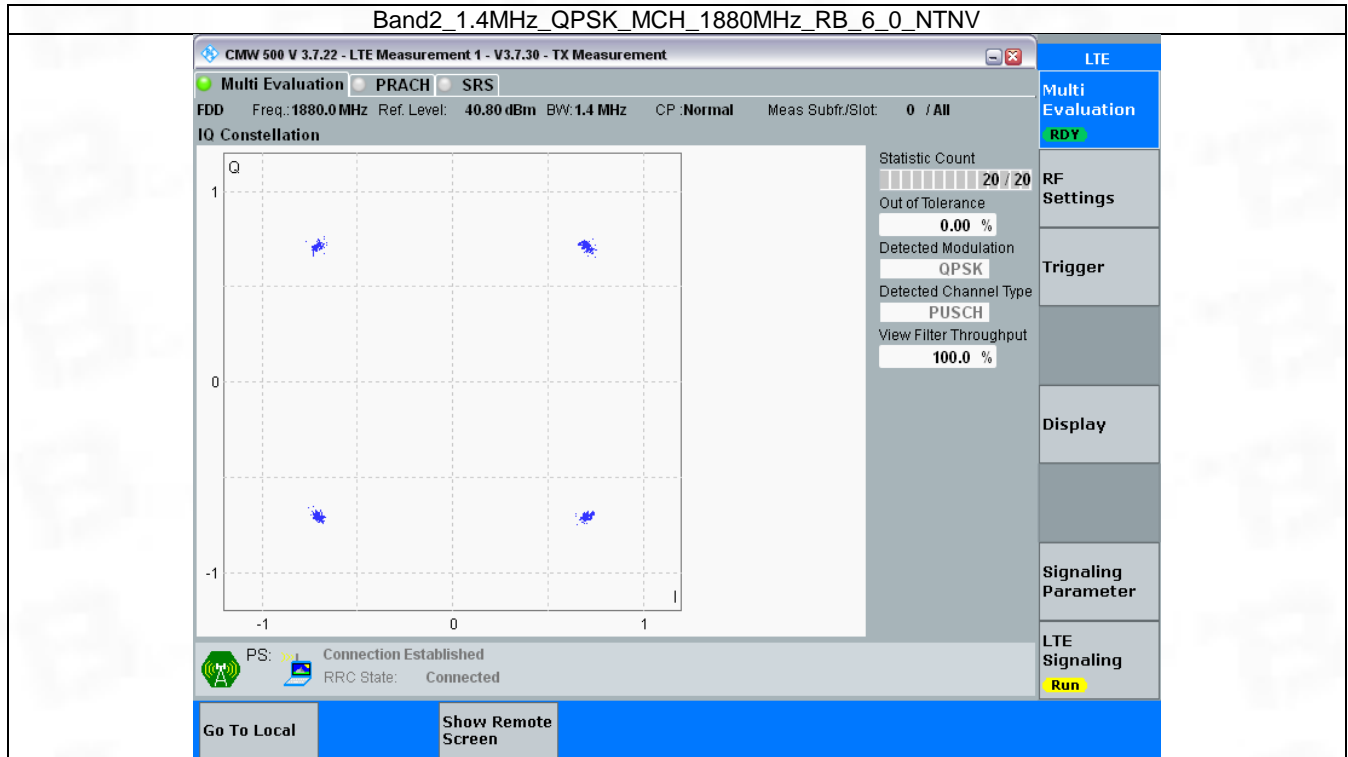 Band2_1.4MHz_QPSK_MCH_1880MHz_RB_6_0_NTNV
CMW 500 V 3.7.22 - LTE Measurement 1 - V3.7.30 - TX Measurement
LTE
Multi Evaluation PRACH SRS
Multi
Evaluation
RDY
FDD Freq.:1880.0 MHz Ref. Level: 40.80 dBm BW:1.4 MHz CP :Normal Meas Subfr./Slot: 0 / All
IQ Constellation
Q
1
0
-1
I
-1 0 1
Statistic Count
20 / 20
Out of Tolerance
0.00 %
Detected Modulation
QPSK
Detected Channel Type
PUSCH
View Filter Throughput
100.0 %
RF
Settings
Trigger
Display
Signaling
Parameter
LTE
Signaling
Run
PS: Connection Established
RRC State: Connected
Go To Local
Show Remote
Screen